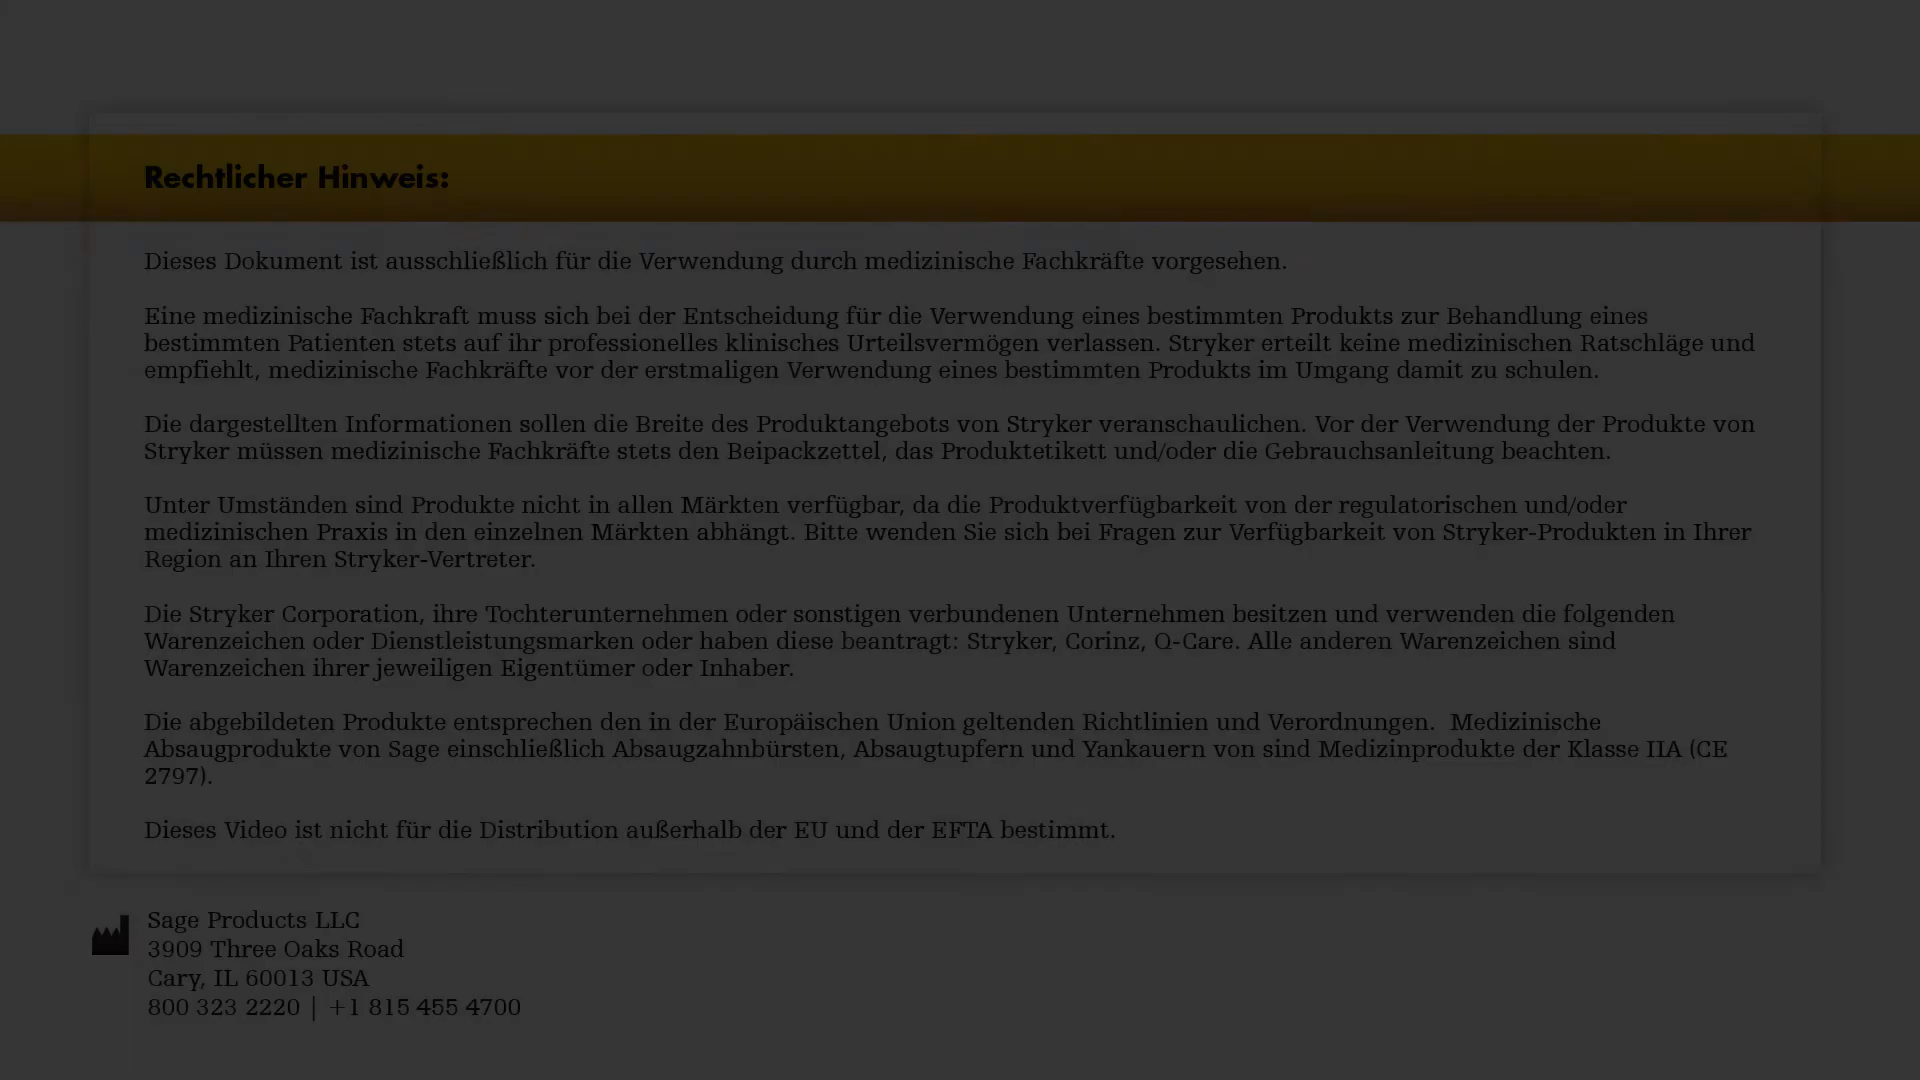 Rechtlicher Hinweis:
Dieses Dokument ist ausschließlich für die Verwendung durch medizinische Fachkräfte vorgesehen.
Eine medizinische Fachkraft muss sich bei der Entscheidung für die Verwendung eines bestimmten Produkts zur Behandlung eines
bestimmten Patienten stets auf ihr professionelles klinisches Urteilsvermögen verlassen. Stryker erteilt keine medizinischen Ratschläge und
empfiehlt, medizinische Fachkräfte vor der erstmaligen Verwendung eines bestimmten Produkts im Umgang damit zu schulen.
Die dargestellten Informationen sollen die Breite des Produktangebots von Stryker veranschaulichen. Vor der Verwendung der Produkte von
Stryker müssen medizinische Fachkräfte stets den Beipackzettel, das Produktetikett und/oder die Gebrauchsanleitung beachten.
Unter Umständen sind Produkte nicht in allen Märkten verfügbar, da die Produktverfügbarkeit von der regulatorischen und/oder
medizinischen Praxis in den einzelnen Märkten abhängt. Bitte wenden Sie sich bei Fragen zur Verfügbarkeit von Stryker-Produkten in Ihrer
Region an Ihren Stryker-Vertreter.
Die Stryker Corporation, ihre Tochterunternehmen oder sonstigen verbundenen Unternehmen besitzen und verwenden die folgenden
Warenzeichen oder Dienstleistungsmarken oder haben diese beantragt: Stryker, Corinz, Q-Care. Alle anderen Warenzeichen sind
Warenzeichen ihrer jeweiligen Eigentümer oder Inhaber.
Die abgebildeten Produkte entsprechen den in der Europäischen Union geltenden Richtlinien und Verordnungen.  Medizinische
Absaugprodukte von Sage einschließlich Absaugzahnbürsten, Absaugtupfern und Yankauern von sind Medizinprodukte der Klasse IIA (CE
2797).
Dieses Video ist nicht für die Distribution außerhalb der EU und der EFTA bestimmt.
Sage Products LLC
3909 Three Oaks Road
Cary, IL 60013 USA
800 323 2220 | +1 815 455 4700